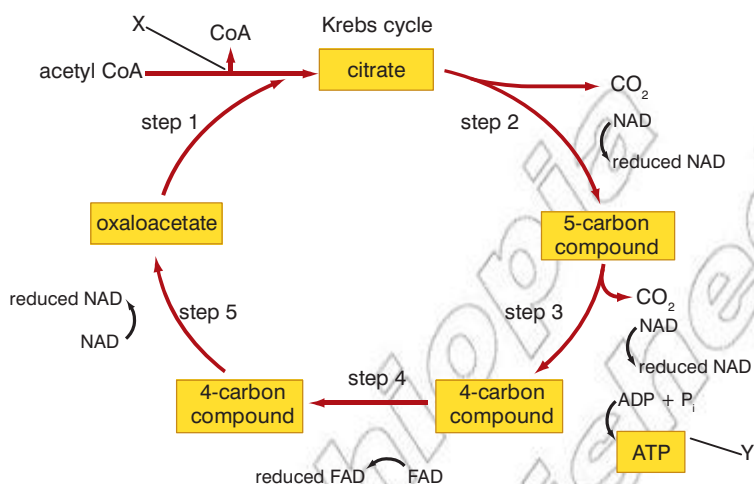 X
CoA
Krebs cycle
acetyl CoA
citrate
CO₂
step 1
step 2
NAD
reduced NAD
oxaloacetate
5-carbon
compound
CO₂
reduced NAD
NAD
step 5
step 3
NAD
reduced NAD
4-carbon
compound
step 4
4-carbon
compound
ADP + Pᵢ
ATP
Y
reduced FAD
FAD